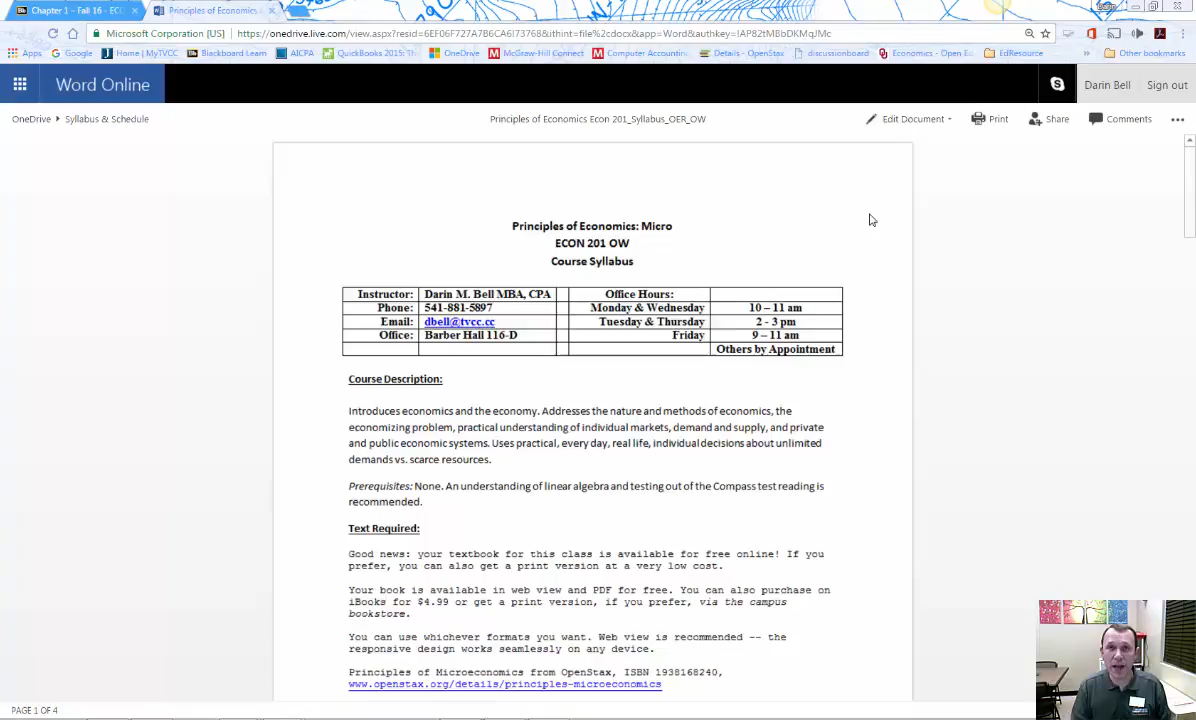 Chapter 1 – Fall 16 - EC
Principles of Economics
Microsoft Corporation [US]
https://onedrive.live.com/view.aspx?resid=6EF06F727A7B6CA6!73768&ithint=file%2cdocx&app=Word&authkey=!AP82tMBbDKMqJMc
Apps
Google
Home | MyTVCC
Blackboard Learn
AICPA
QuickBooks 2015: Th
OneDrive
McGraw-Hill Connect
Computer Accounting
Details - OpenStax
discussionboard
Economics - Open Ed
EdResource
Other bookmarks
Word Online
Darin Bell
Sign out
OneDrive
Syllabus & Schedule
Principles of Economics Econ 201_Syllabus_OER_OW
Edit Document
Print
Share
Comments
Principles of Economics: Micro
ECON 201 OW
Course Syllabus
Instructor: Darin M. Bell MBA, CPA Office Hours:
Phone: 541-881-5897 Monday & Wednesday 10 – 11 am
Email: dbell@tvcc.cc Tuesday & Thursday 2 - 3 pm
Office: Barber Hall 116-D Friday 9 – 11 am
Others by Appointment
Course Description:
Introduces economics and the economy. Addresses the nature and methods of economics, the
economizing problem, practical understanding of individual markets, demand and supply, and private
and public economic systems. Uses practical, every day, real life, individual decisions about unlimited
demands vs. scarce resources.
Prerequisites: None. An understanding of linear algebra and testing out of the Compass test reading is
recommended.
Text Required:
Good news: your textbook for this class is available for free online! If you
prefer, you can also get a print version at a very low cost.
Your book is available in web view and PDF for free. You can also purchase on
iBooks for $4.99 or get a print version, if you prefer, via the campus
bookstore.
You can use whichever formats you want. Web view is recommended -- the
responsive design works seamlessly on any device.
Principles of Microeconomics from OpenStax, ISBN 1938168240,
www.openstax.org/details/principles-microeconomics
PAGE 1 OF 4